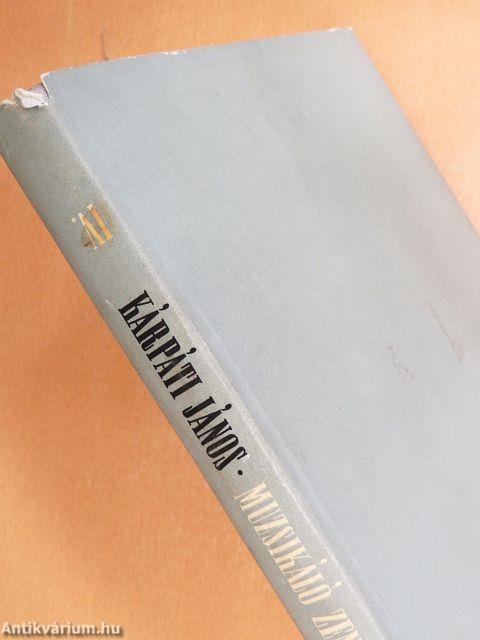 KÁRPÁTI JÁNOS · MUZSIKÁLÓ
Antikvárium.hu